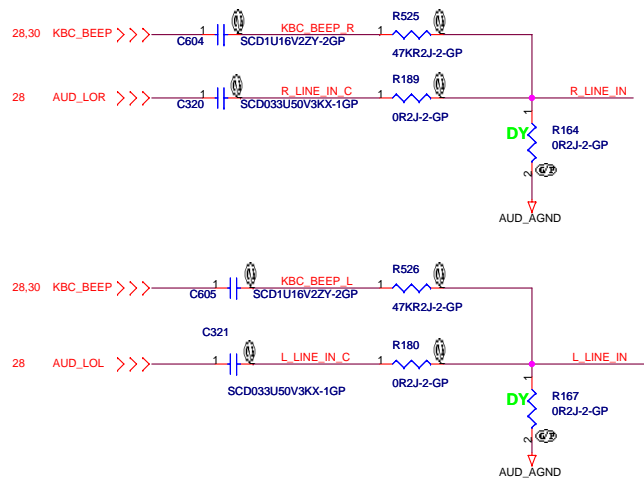 R525
28,30 KBC_BEEP 1 KBC_BEEP_R 1
C604 SCD1U16V2ZY-2GP
47KR2J-2-GP
R189
28 AUD_LOR 1 R_LINE_IN_C 1 R_LINE_IN
C320 SCD033U50V3KX-1GP
0R2J-2-GP
1
DY R164
0R2J-2-GP
2 G/P
AUD_AGND
R526
28,30 KBC_BEEP 1 KBC_BEEP_L 1
C605 SCD1U16V2ZY-2GP
47KR2J-2-GP
C321
R180
28 AUD_LOL 1 L_LINE_IN_C 1 L_LINE_IN
0R2J-2-GP
SCD033U50V3KX-1GP
1
DY R167
0R2J-2-GP
2 G/P
AUD_AGND